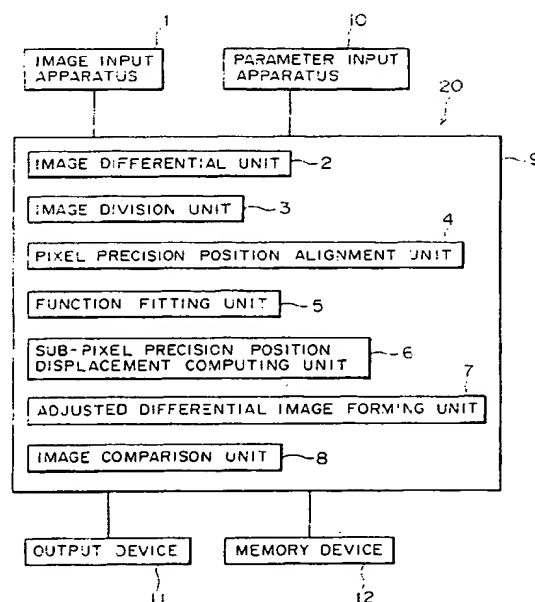 1
10
IMAGE INPUT
APPARATUS
PARAMETER INPUT
APPARATUS
20
9
IMAGE DIFFERENTIAL UNIT
2
IMAGE DIVISION UNIT
3
4
PIXEL PRECISION POSITION ALIGNMENT UNIT
FUNCTION FITTING UNIT
5
SUB-PIXEL PRECISION POSITION
DISPLACEMENT COMPUTING UNIT
6
7
ADJUSTED DIFFERENTIAL IMAGE FORMING UNIT
IMAGE COMPARISON UNIT
8
OUTPUT DEVICE
MEMORY DEVICE
11
12